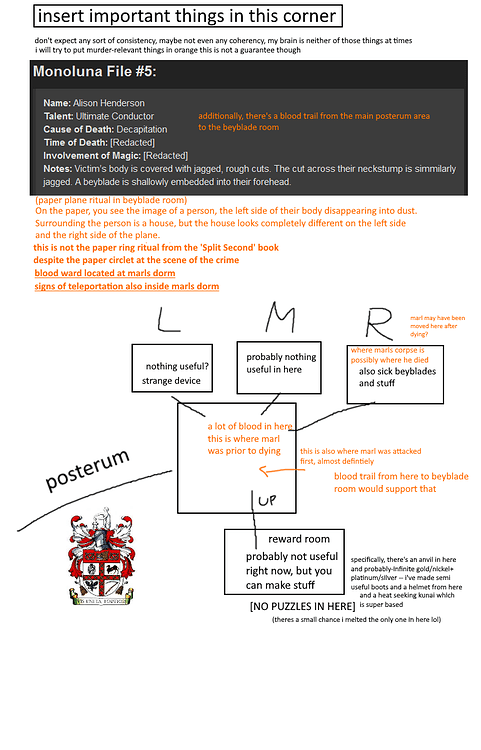 insert important things in this corner
don't expect any sort of consistency, maybe not even any coherency, my brain is neither of those things at times
i will try to put murder-relevant things in orange this is not a guarantee though
Monoluna File #5:
Name: Alison Henderson
Talent: Ultimate Conductor
Cause of Death: Decapitation
Time of Death: [Redacted]
Involvement of Magic: [Redacted]
Notes: Victim's body is covered with jagged, rough cuts. The cut across their neckstump is simmilarly
jagged. A beyblade is shallowly embedded into their forehead.
additionally, there's a blood trail from the main posterum area
to the beyblade room
(paper plane ritual in beyblade room)
On the paper, you see the image of a person, the left side of their body disappearing into dust.
Surrounding the person is a house, but the house looks completely different on the left side
and the right side of the plane.
this is not the paper ring ritual from the 'Split Second' book
despite the paper circlet at the scene of the crime
blood ward located at marls dorm
signs of teleportation also inside marls dorm
L
M
R
marl may have been
moved here after
dying?
nothing useful?
strange device
probably nothing
useful in here
where marls corpse is
possibly where he died
also sick beyblades
and stuff
a lot of blood in here
this is where marl
was prior to dying
this is also where marl was attacked
first, almost definitely
blood trail from here to beyblade
room would support that
UP
posterum
reward room
probably not useful
right now, but you
can make stuff
specifically, there's an anvil in here
and probably-infinite gold/nickel+
platinum/silver -- i've made semi
useful boots and a helmet from here
and a heat seeking kunai which
is super based
[NO PUZZLES IN HERE]
(theres a small chance i melted the only one in here lol)